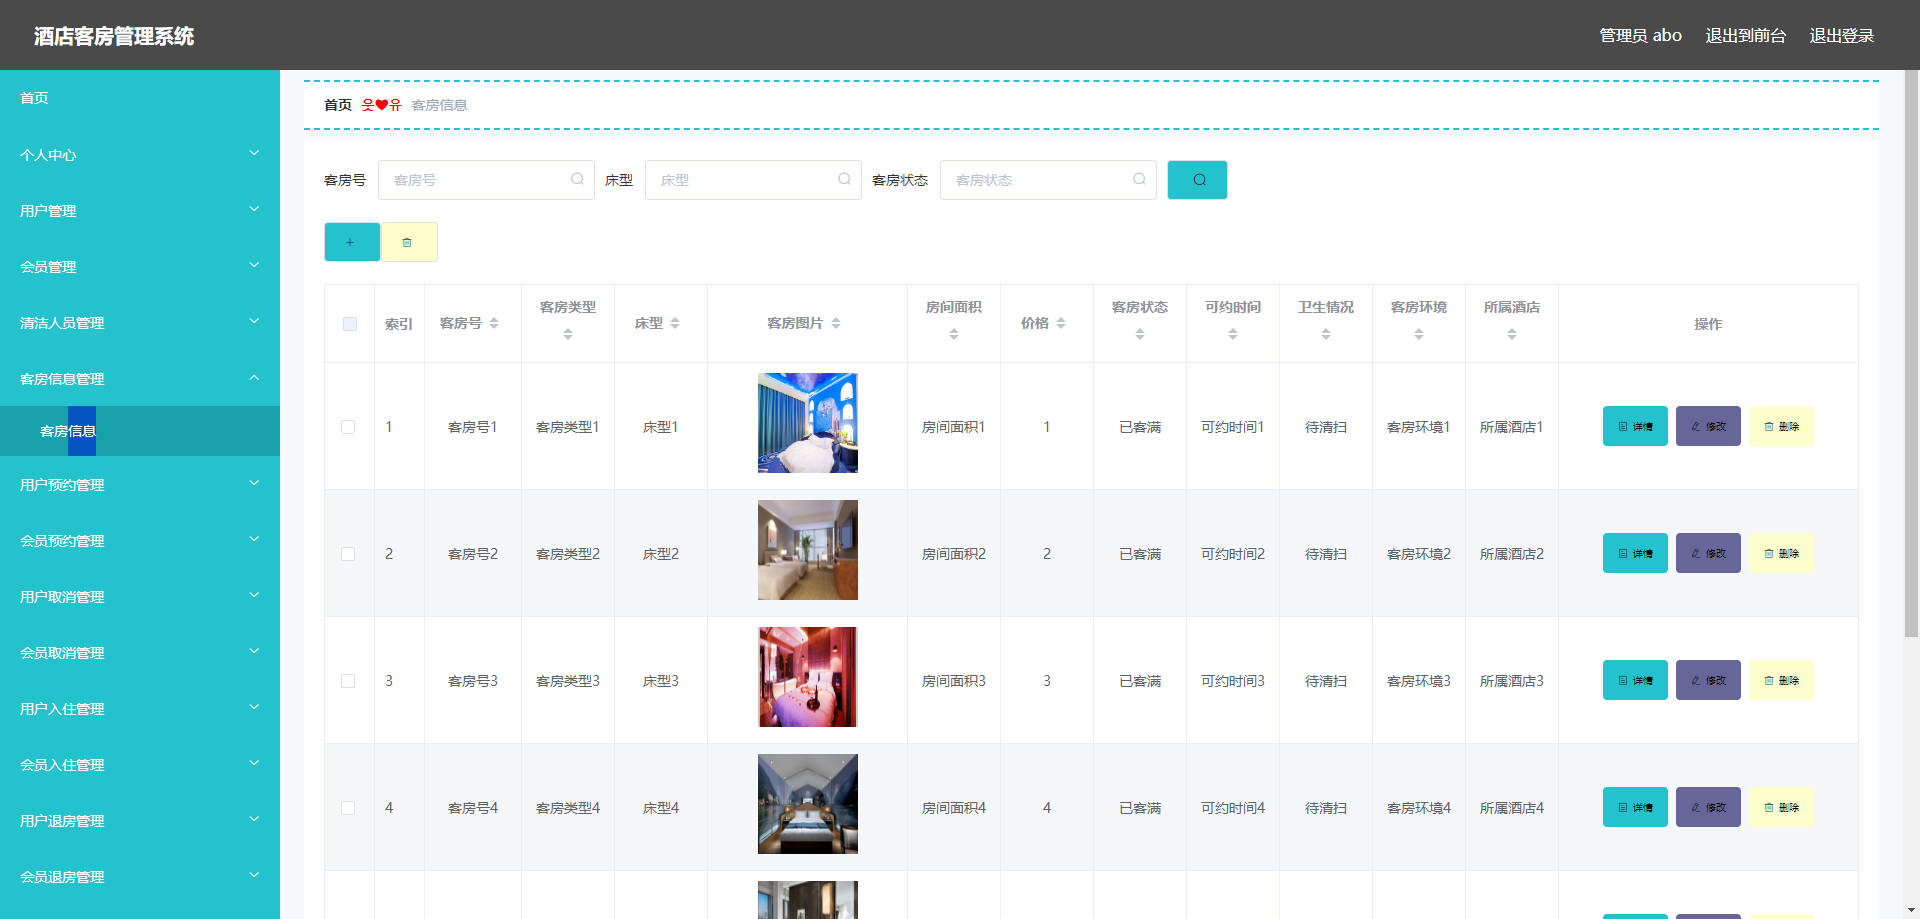 酒店客房管理系统
管理员 abo 退出到前台 退出登录
首页
个人中心
用户管理
会员管理
清洁人员管理
客房信息管理
客房信息
用户预约管理
会员预约管理
用户取消管理
会员取消管理
用户入住管理
会员入住管理
用户退房管理
会员退房管理
首页 웃❤유 客房信息
客房号 客房号 床型 床型 客房状态 客房状态
索引 客房号 客房类型 床型 客房图片 房间面积 价格 客房状态 可约时间 卫生情况 客房环境 所属酒店 操作
1 客房号1 客房类型1 床型1 房间面积1 1 已客满 可约时间1 待清扫 客房环境1 所属酒店1 详情 修改 删除
2 客房号2 客房类型2 床型2 房间面积2 2 已客满 可约时间2 待清扫 客房环境2 所属酒店2 详情 修改 删除
3 客房号3 客房类型3 床型3 房间面积3 3 已客满 可约时间3 待清扫 客房环境3 所属酒店3 详情 修改 删除
4 客房号4 客房类型4 床型4 房间面积4 4 已客满 可约时间4 待清扫 客房环境4 所属酒店4 详情 修改 删除